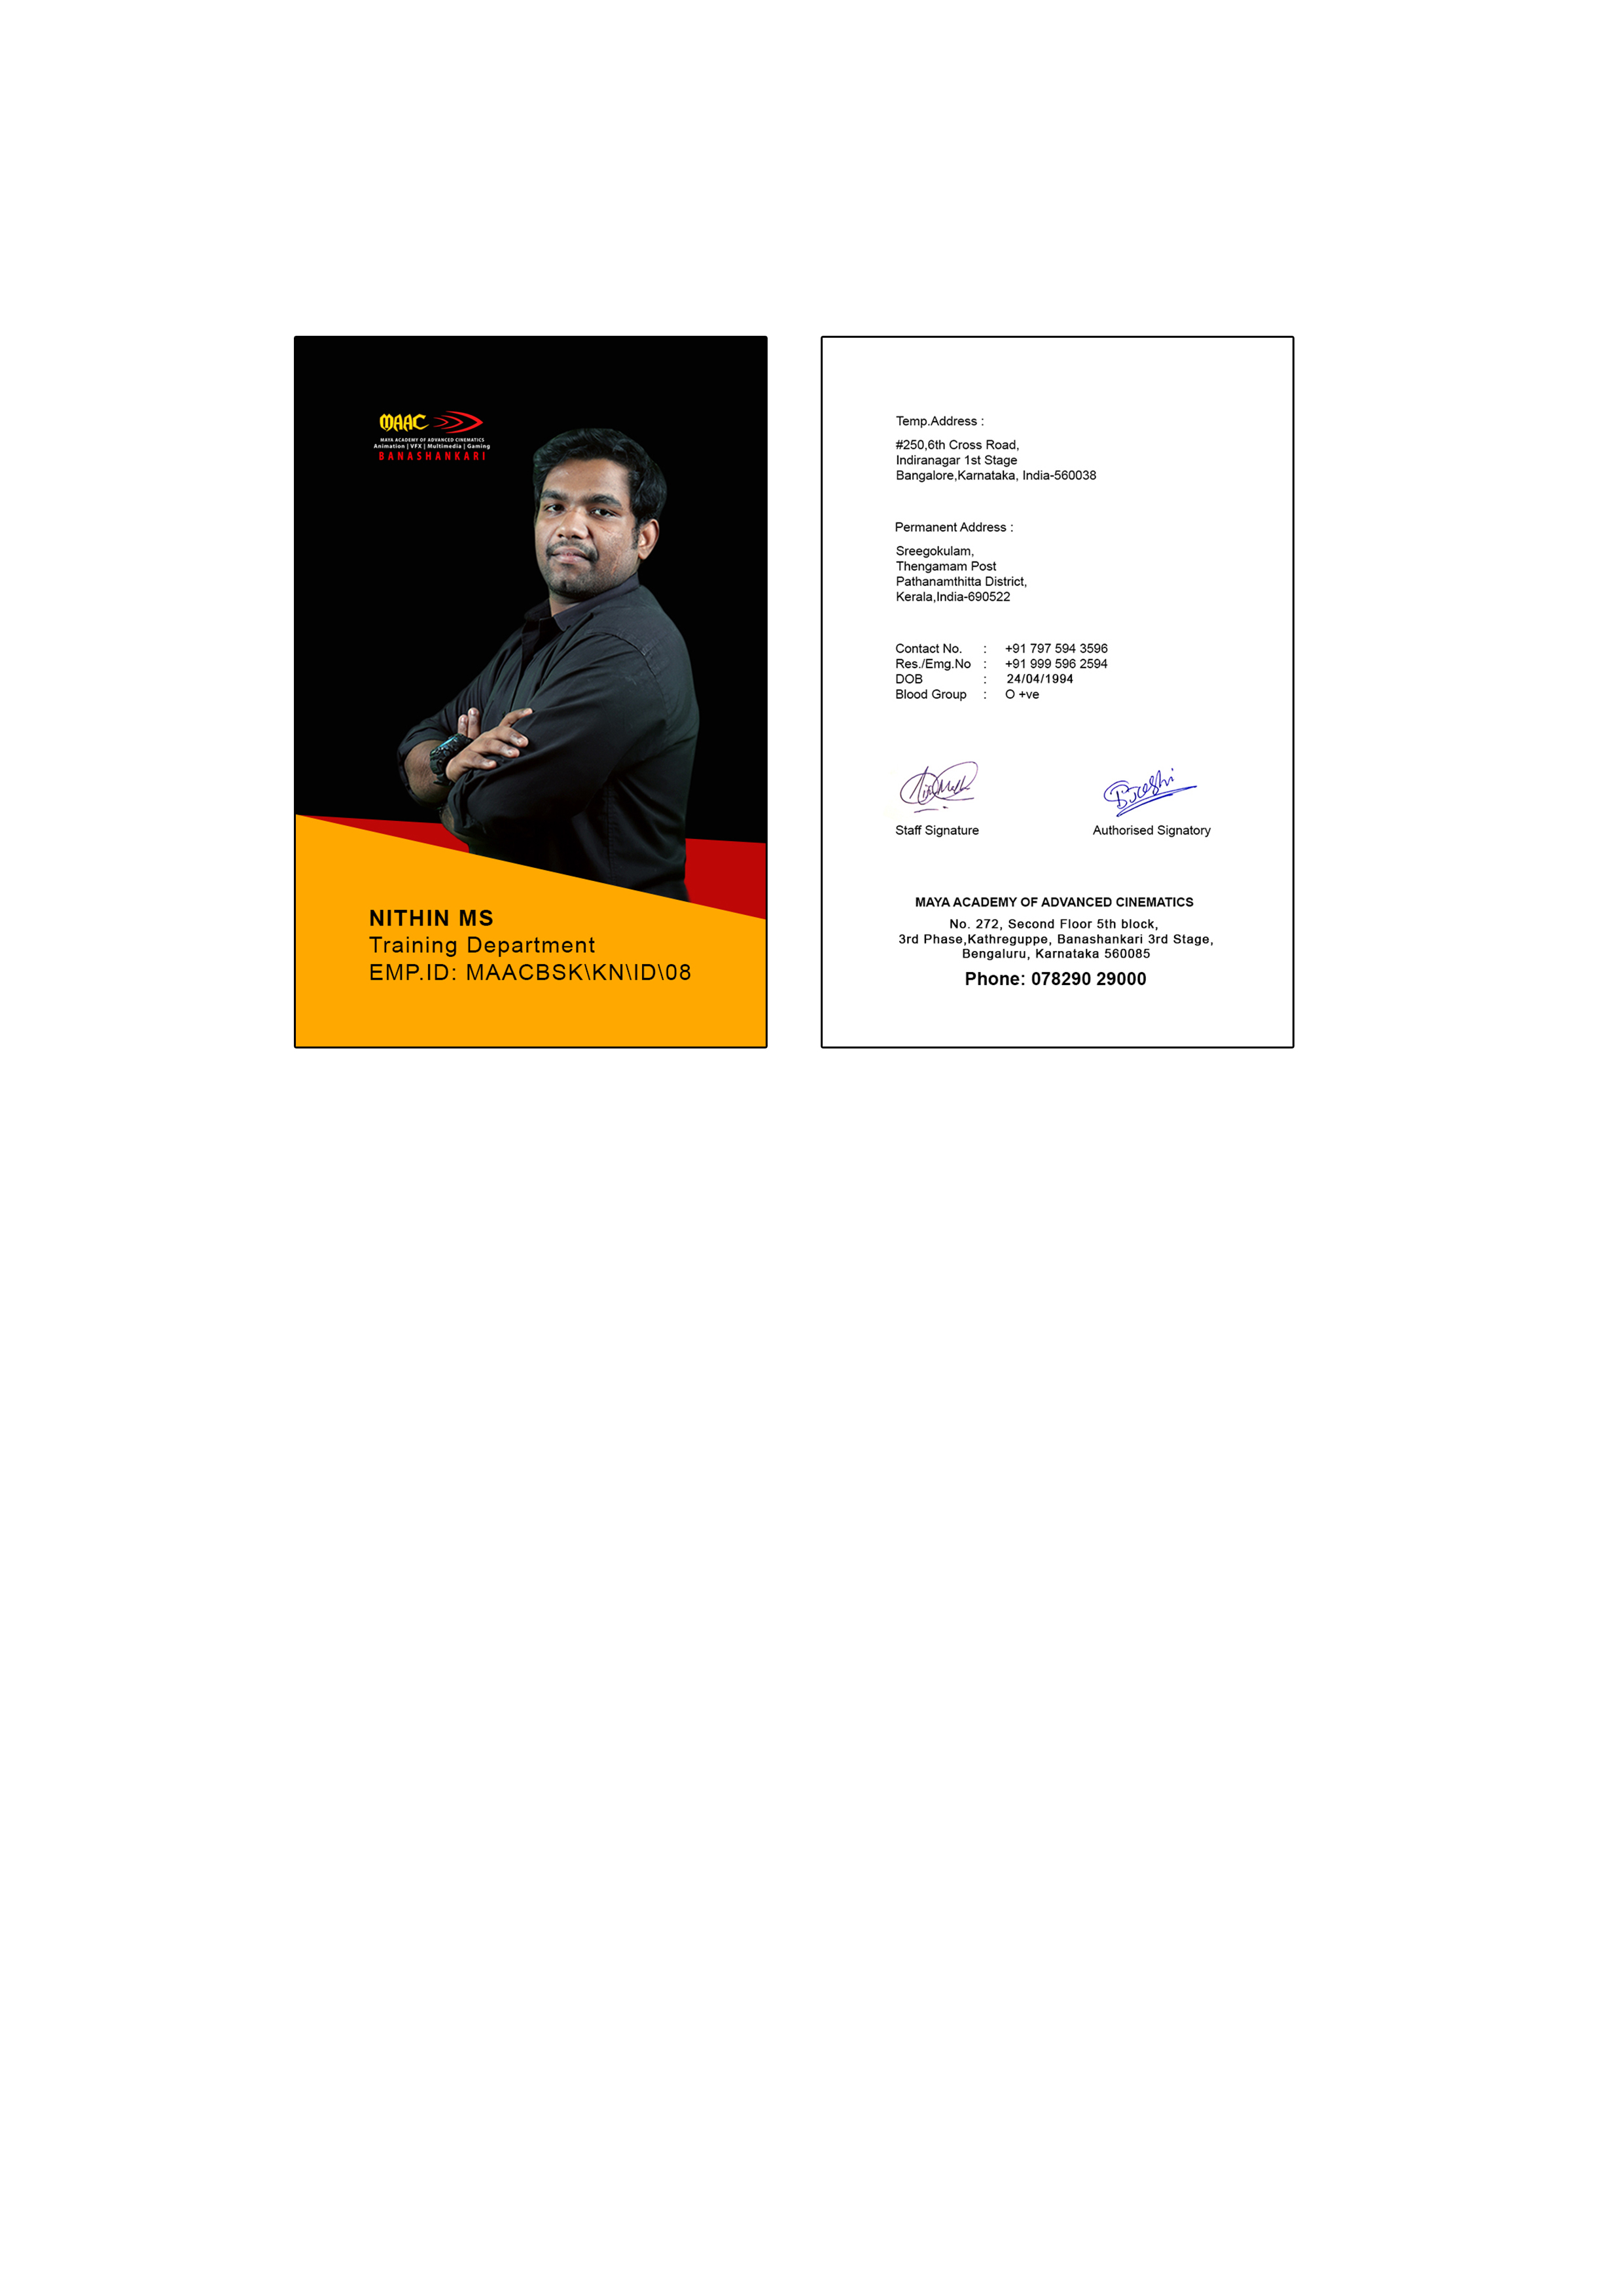 MAAC
MAYA ACADEMY OF ADVANCED CINEMATICS
Animation | VFX | Multimedia | Gaming
BANASHANKARI
NITHIN MS
Training Department
EMP.ID: MAACBSK\KN\ID\08
Temp.Address :
#250,6th Cross Road,
Indiranagar 1st Stage
Bangalore,Karnataka, India-560038
Permanent Address :
Sreegokulam,
Thengamam Post
Pathanamthitta District,
Kerala,India-690522
Contact No. : +91 797 594 3596
Res./Emg.No : +91 999 596 2594
DOB : 24/04/1994
Blood Group : O +ve
Staff Signature
Authorised Signatory
MAYA ACADEMY OF ADVANCED CINEMATICS
No. 272, Second Floor 5th block,
3rd Phase,Kathreguppe, Banashankari 3rd Stage,
Bengaluru, Karnataka 560085
Phone: 078290 29000